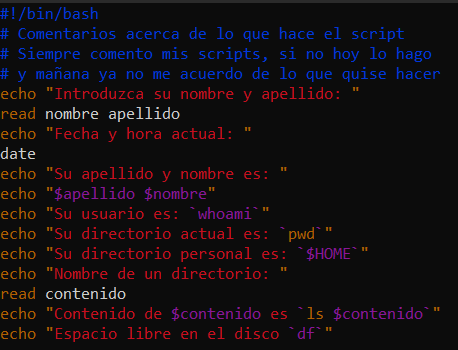 #!/bin/bash
# Comentarios acerca de lo que hace el script
# Siempre comento mis scripts, si no hoy lo hago
# y mañana ya no me acuerdo de lo que quise hacer
echo "Introduzca su nombre y apellido: "
read nombre apellido
echo "Fecha y hora actual: "
date
echo "Su apellido y nombre es: "
echo "$apellido $nombre"
echo "Su usuario es: `whoami`"
echo "Su directorio actual es: `pwd`"
echo "Su directorio personal es: `$HOME`"
echo "Nombre de un directorio: "
read contenido
echo "Contenido de $contenido es `ls $contenido`"
echo "Espacio libre en el disco `df`"